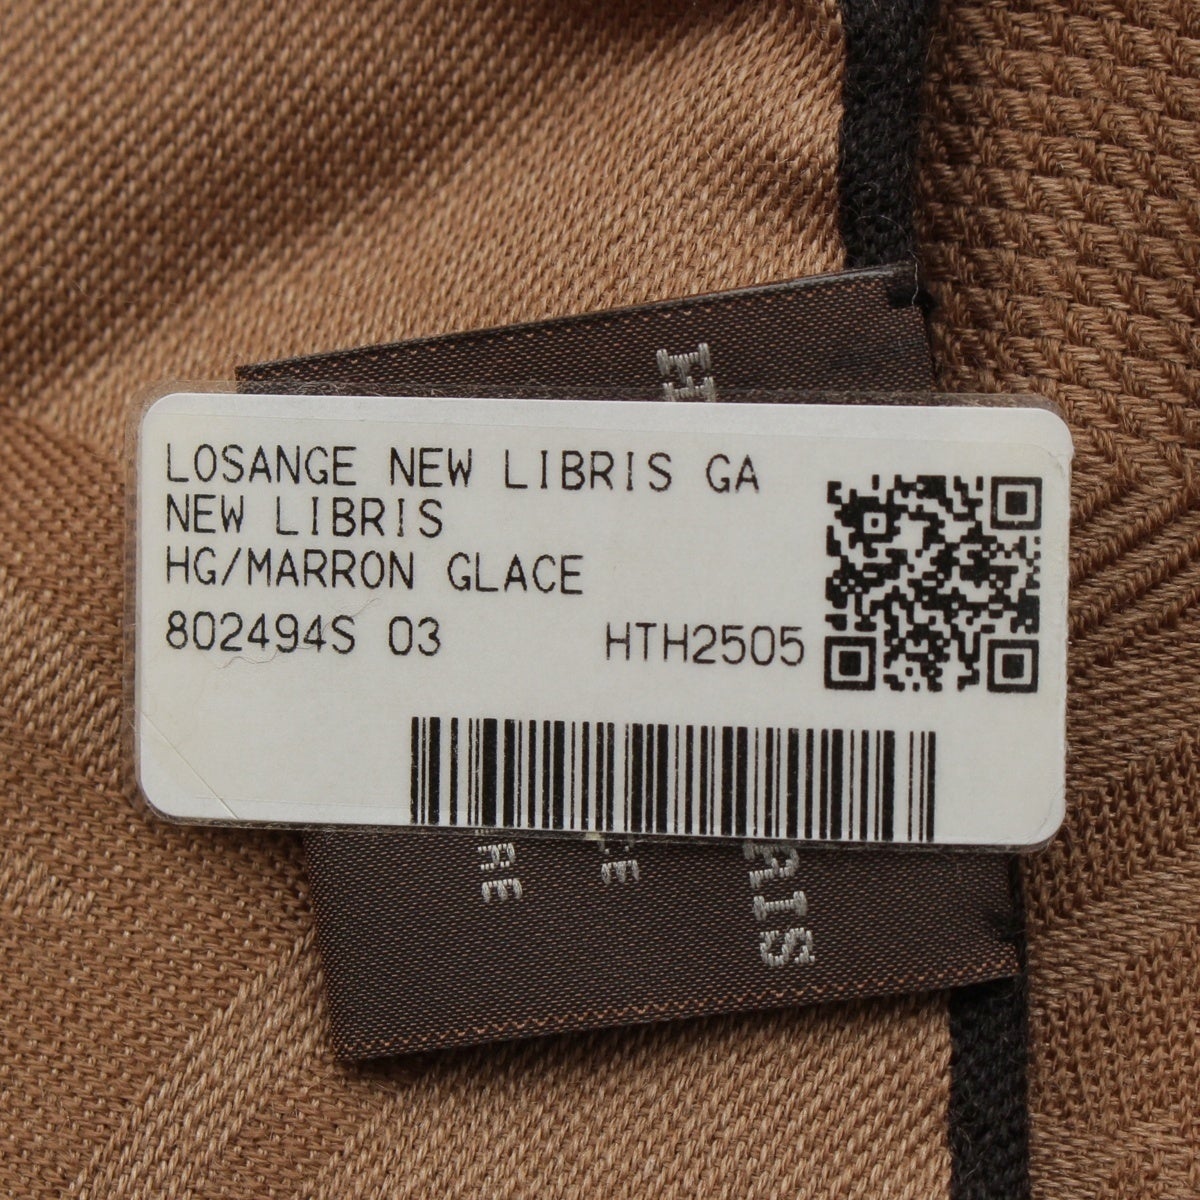 LOSANGE NEW LIBRIS GA
NEW LIBRIS
HG/MARRON GLACE
802494S 03
HTH2505